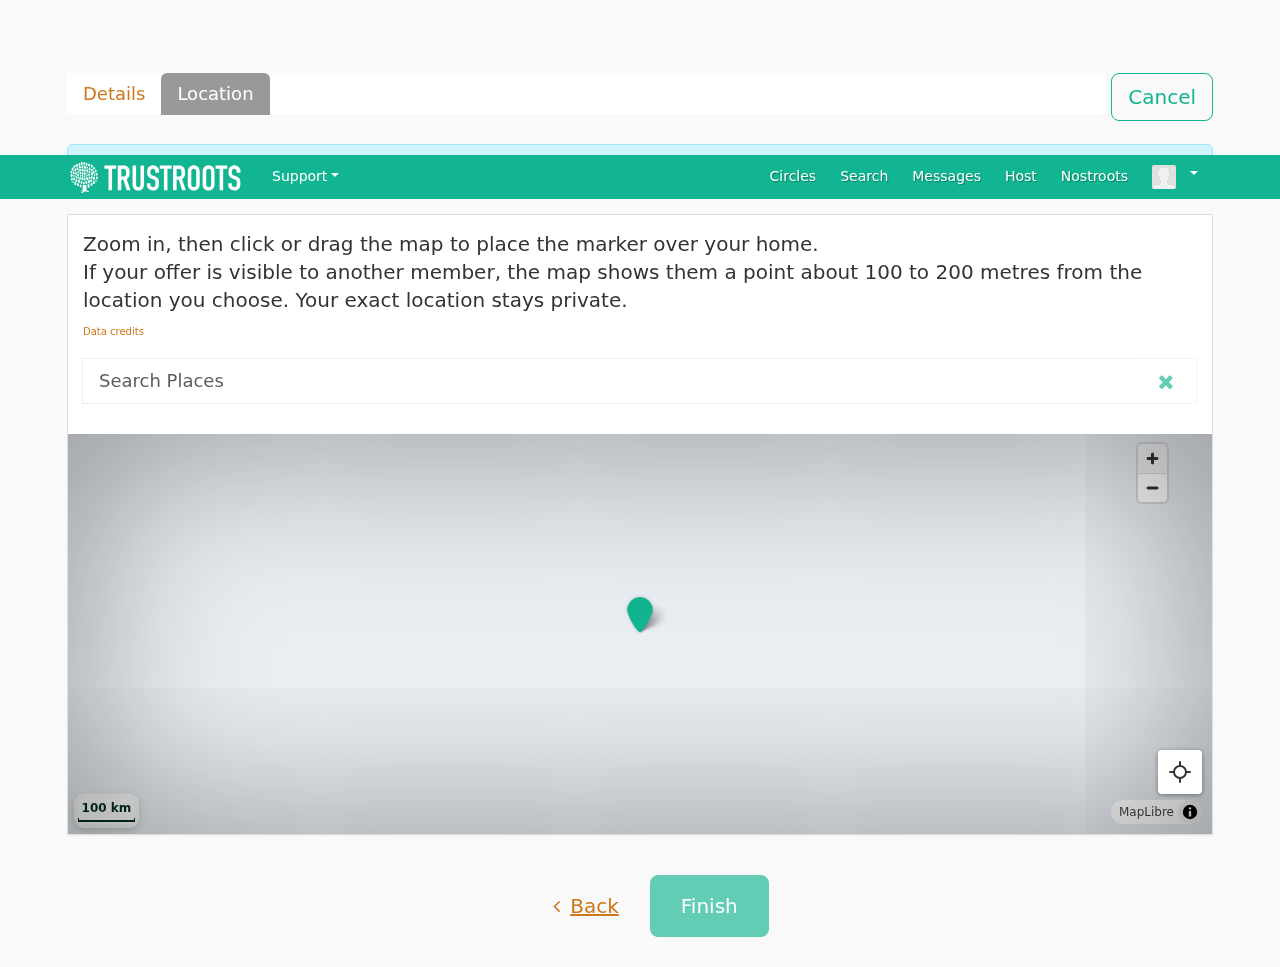 Details
Location
Cancel
TRUSTROOTS
Support
Circles
Search
Messages
Host
Nostroots
Zoom in, then click or drag the map to place the marker over your home.
If your offer is visible to another member, the map shows them a point about 100 to 200 metres from the
location you choose. Your exact location stays private.
Data credits
Search Places
100 km
MapLibre
Back
Finish